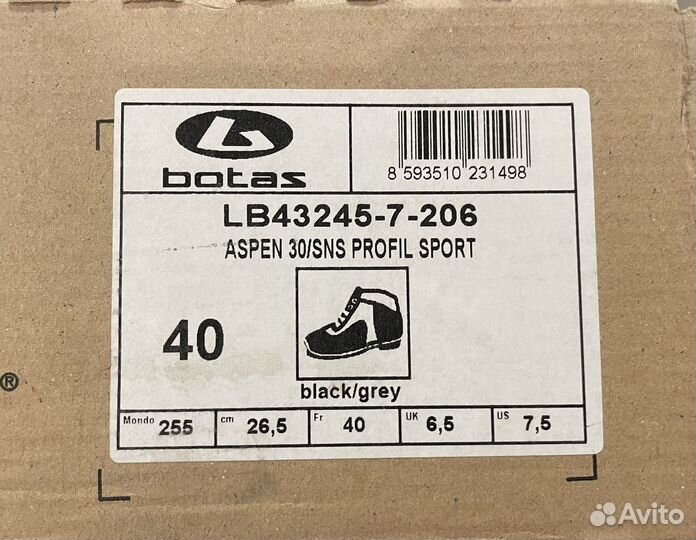 botas
8 593510 231498
LB43245-7-206
ASPEN 30/SNS PROFIL SPORT
40
black/grey
Mondo 255 cm 26,5 Fr 40 UK 6,5 US 7,5
®
Avito